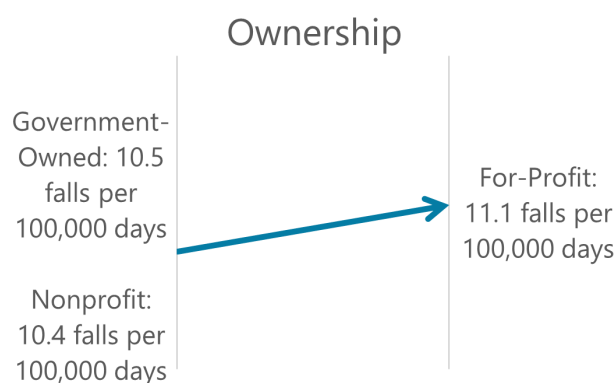 Ownership
Government-
Owned: 10.5
falls per
100,000 days
Nonprofit:
10.4 falls per
100,000 days
For-Profit:
11.1 falls per
100,000 days